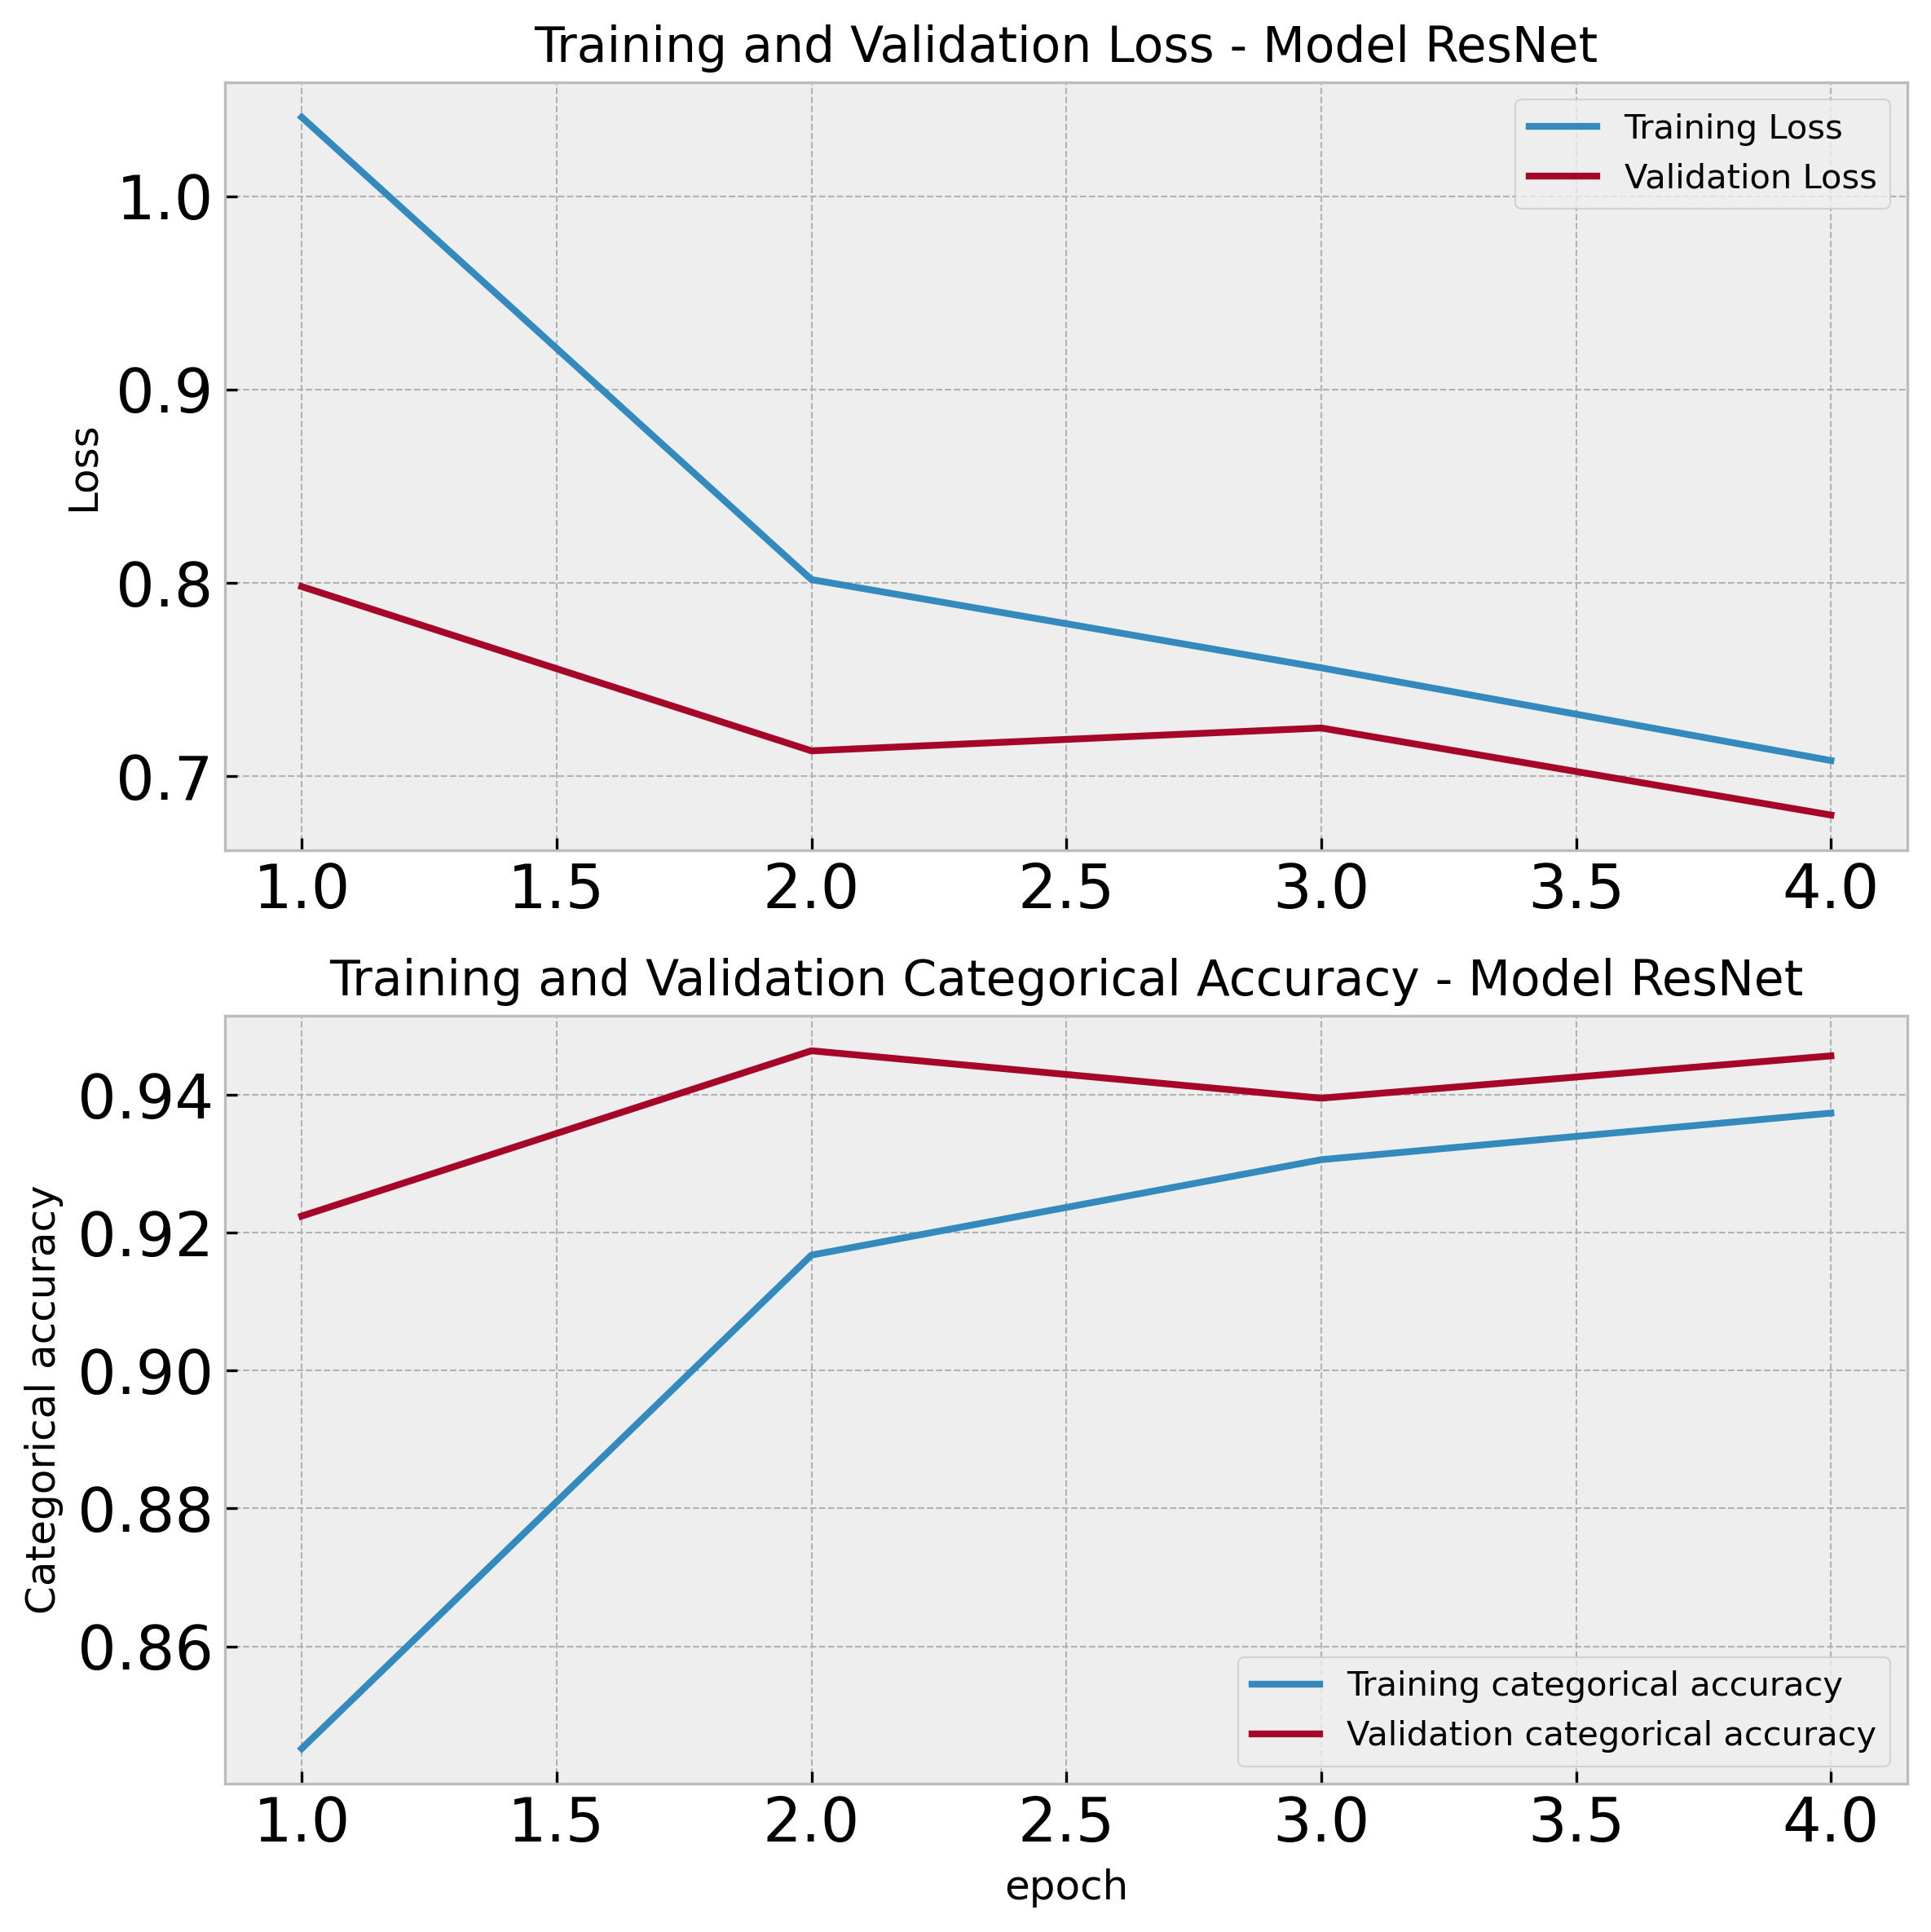 Training and Validation Loss - Model ResNet
Training Loss
Validation Loss
1.0
0.9
0.8
0.7
Loss
1.0 1.5 2.0 2.5 3.0 3.5 4.0
Training and Validation Categorical Accuracy - Model ResNet
0.94
0.92
0.90
0.88
0.86
Categorical accuracy
Training categorical accuracy
Validation categorical accuracy
1.0 1.5 2.0 2.5 3.0 3.5 4.0
epoch